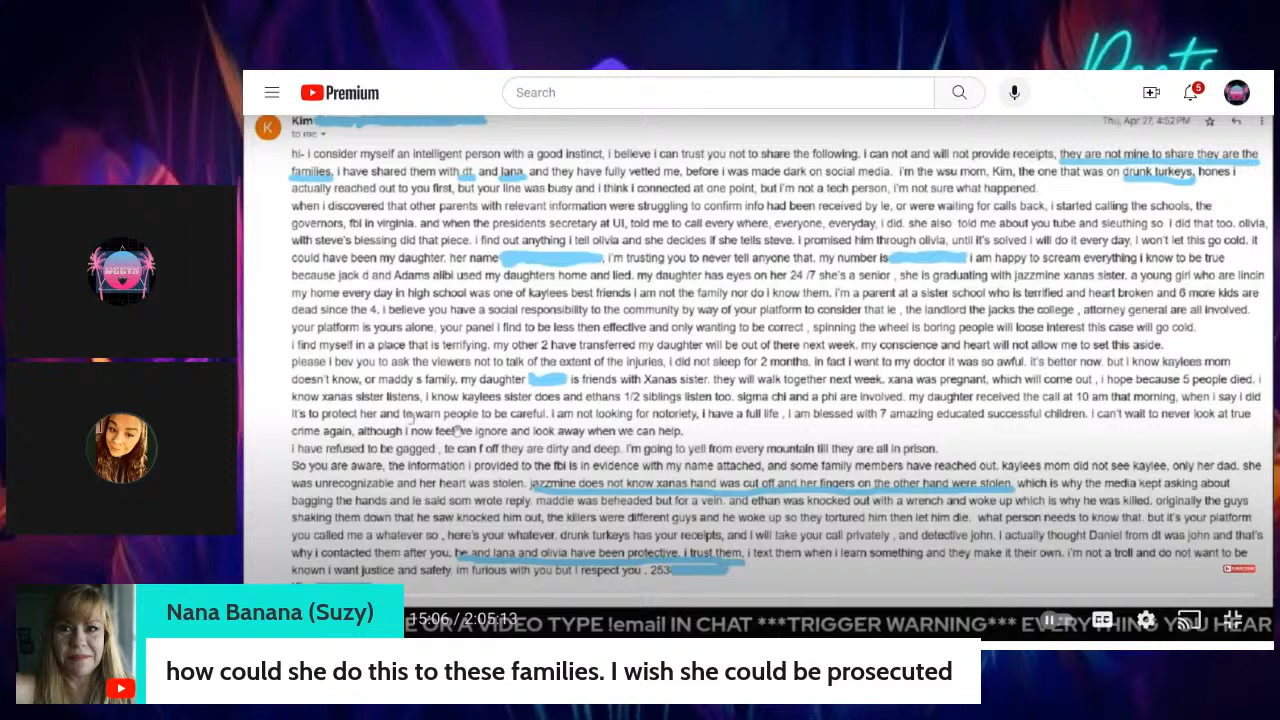 Premium
Search
5
K
Kim
Thu, Apr 27, 4:52 PM
to me
hi- i consider myself an intelligent person with a good instinct, i believe i can trust you not to share the following. i can not and will not provide receipts, they are not mine to share they are the
families. i have shared them with dt, and lana, and they have fully vetted me, before i was made dark on social media. i'm the wsu mom, Kim, the one that was on drunk turkeys, hones i
actually reached out to you first, but your line was busy and i think i connected at one point, but i'm not a tech person, i'm not sure what happened.
when i discovered that other parents with relevant information were struggling to confirm info had been received by le, or were waiting for calls back, i started calling the schools, the
governors, fbi in virginia. and when the presidents secretary at UI, told me to call every where, everyone, everyday, i did. she also told me about you tube and sleuthing so i did that too. olivia,
with steve's blessing did that piece. i find out anything i tell olivia and she decides if she tells steve. i promised him through olivia, until it's solved i will do it every day, i won't let this go cold. it
could have been my daughter. her name i'm trusting you to never tell anyone that. my number is i am happy to scream everything i know to be true
because jack d and Adams alibi used my daughters home and lied. my daughter has eyes on her 24 /7 she's a senior , she is graduating with jazzmine xanas sister. a young girl who are lincin
my home every day in high school was one of kaylees best friends i am not the family nor do i know them. i'm a parent at a sister school who is terrified and heart broken and 6 more kids are
dead since the 4. i believe you have a social responsibility to the community by way of your platform to consider that le , the landlord the jacks the college , attorney general are all involved.
your platform is yours alone, your panel i find to be less then effective and only wanting to be correct , spinning the wheel is boring people will loose interest this case will go cold.
i find myself in a place that is terrifying. my other 2 have transferred my daughter will be out of there next week. my conscience and heart will not allow me to set this aside.
please i bev you to ask the viewers not to talk of the extent of the injuries, i did not sleep for 2 months. in fact i went to my doctor it was so awful. it's better now. but i know kaylees mom
doesn't know, or maddy s family. my daughter is friends with Xanas sister. they will walk together next week. xana was pregnant, which will come out , i hope because 5 people died. i
know xanas sister listens, i know kaylees sister does and ethans 1/2 siblings listen too. sigma chi and a phi are involved. my daughter received the call at 10 am that morning, when i say i did
it's to protect her and to warn people to be careful. i am not looking for notoriety, i have a full life , i am blessed with 7 amazing educated successful children. i can't wait to never look at true
crime again, although i now feel we ignore and look away when we can help.
i have refused to be gagged , te can f off they are dirty and deep. i'm going to yell from every mountain till they are all in prison.
So you are aware, the information i provided to the fbi is in evidence with my name attached, and some family members have reached out. kaylees mom did not see kaylee, only her dad. she
was unrecognizable and her heart was stolen. jazzmine does not know xanas hand was cut off and her fingers on the other hand were stolen, which is why the media kept asking about
bagging the hands and le said som wrote reply. maddie was beheaded but for a vein. and ethan was knocked out with a wrench and woke up which is why he was killed. originally the guys
shaking them down that he saw knocked him out, the killers were different guys and he woke up so they tortured him then let him die. what person needs to know that. but it's your platform
you called me a whatever so , here's your whatever. drunk turkeys has your receipts, and i will take your call privately , and detective john. I actually thought Daniel from dt was john and that's
why i contacted them after you. he and lana and olivia have been protective. i trust them, i text them when i learn something and they make it their own. i'm not a troll and do not want to be
known i want justice and safety. im furious with you but I respect you . 253
SUBSCRIBE
15:06 / 2:05:13
E OR A VIDEO TYPE !email IN CHAT ***TRIGGER WARNING*** EVERYTHING YOU HEAR
Nana Banana (Suzy)
how could she do this to these families. I wish she could be prosecuted